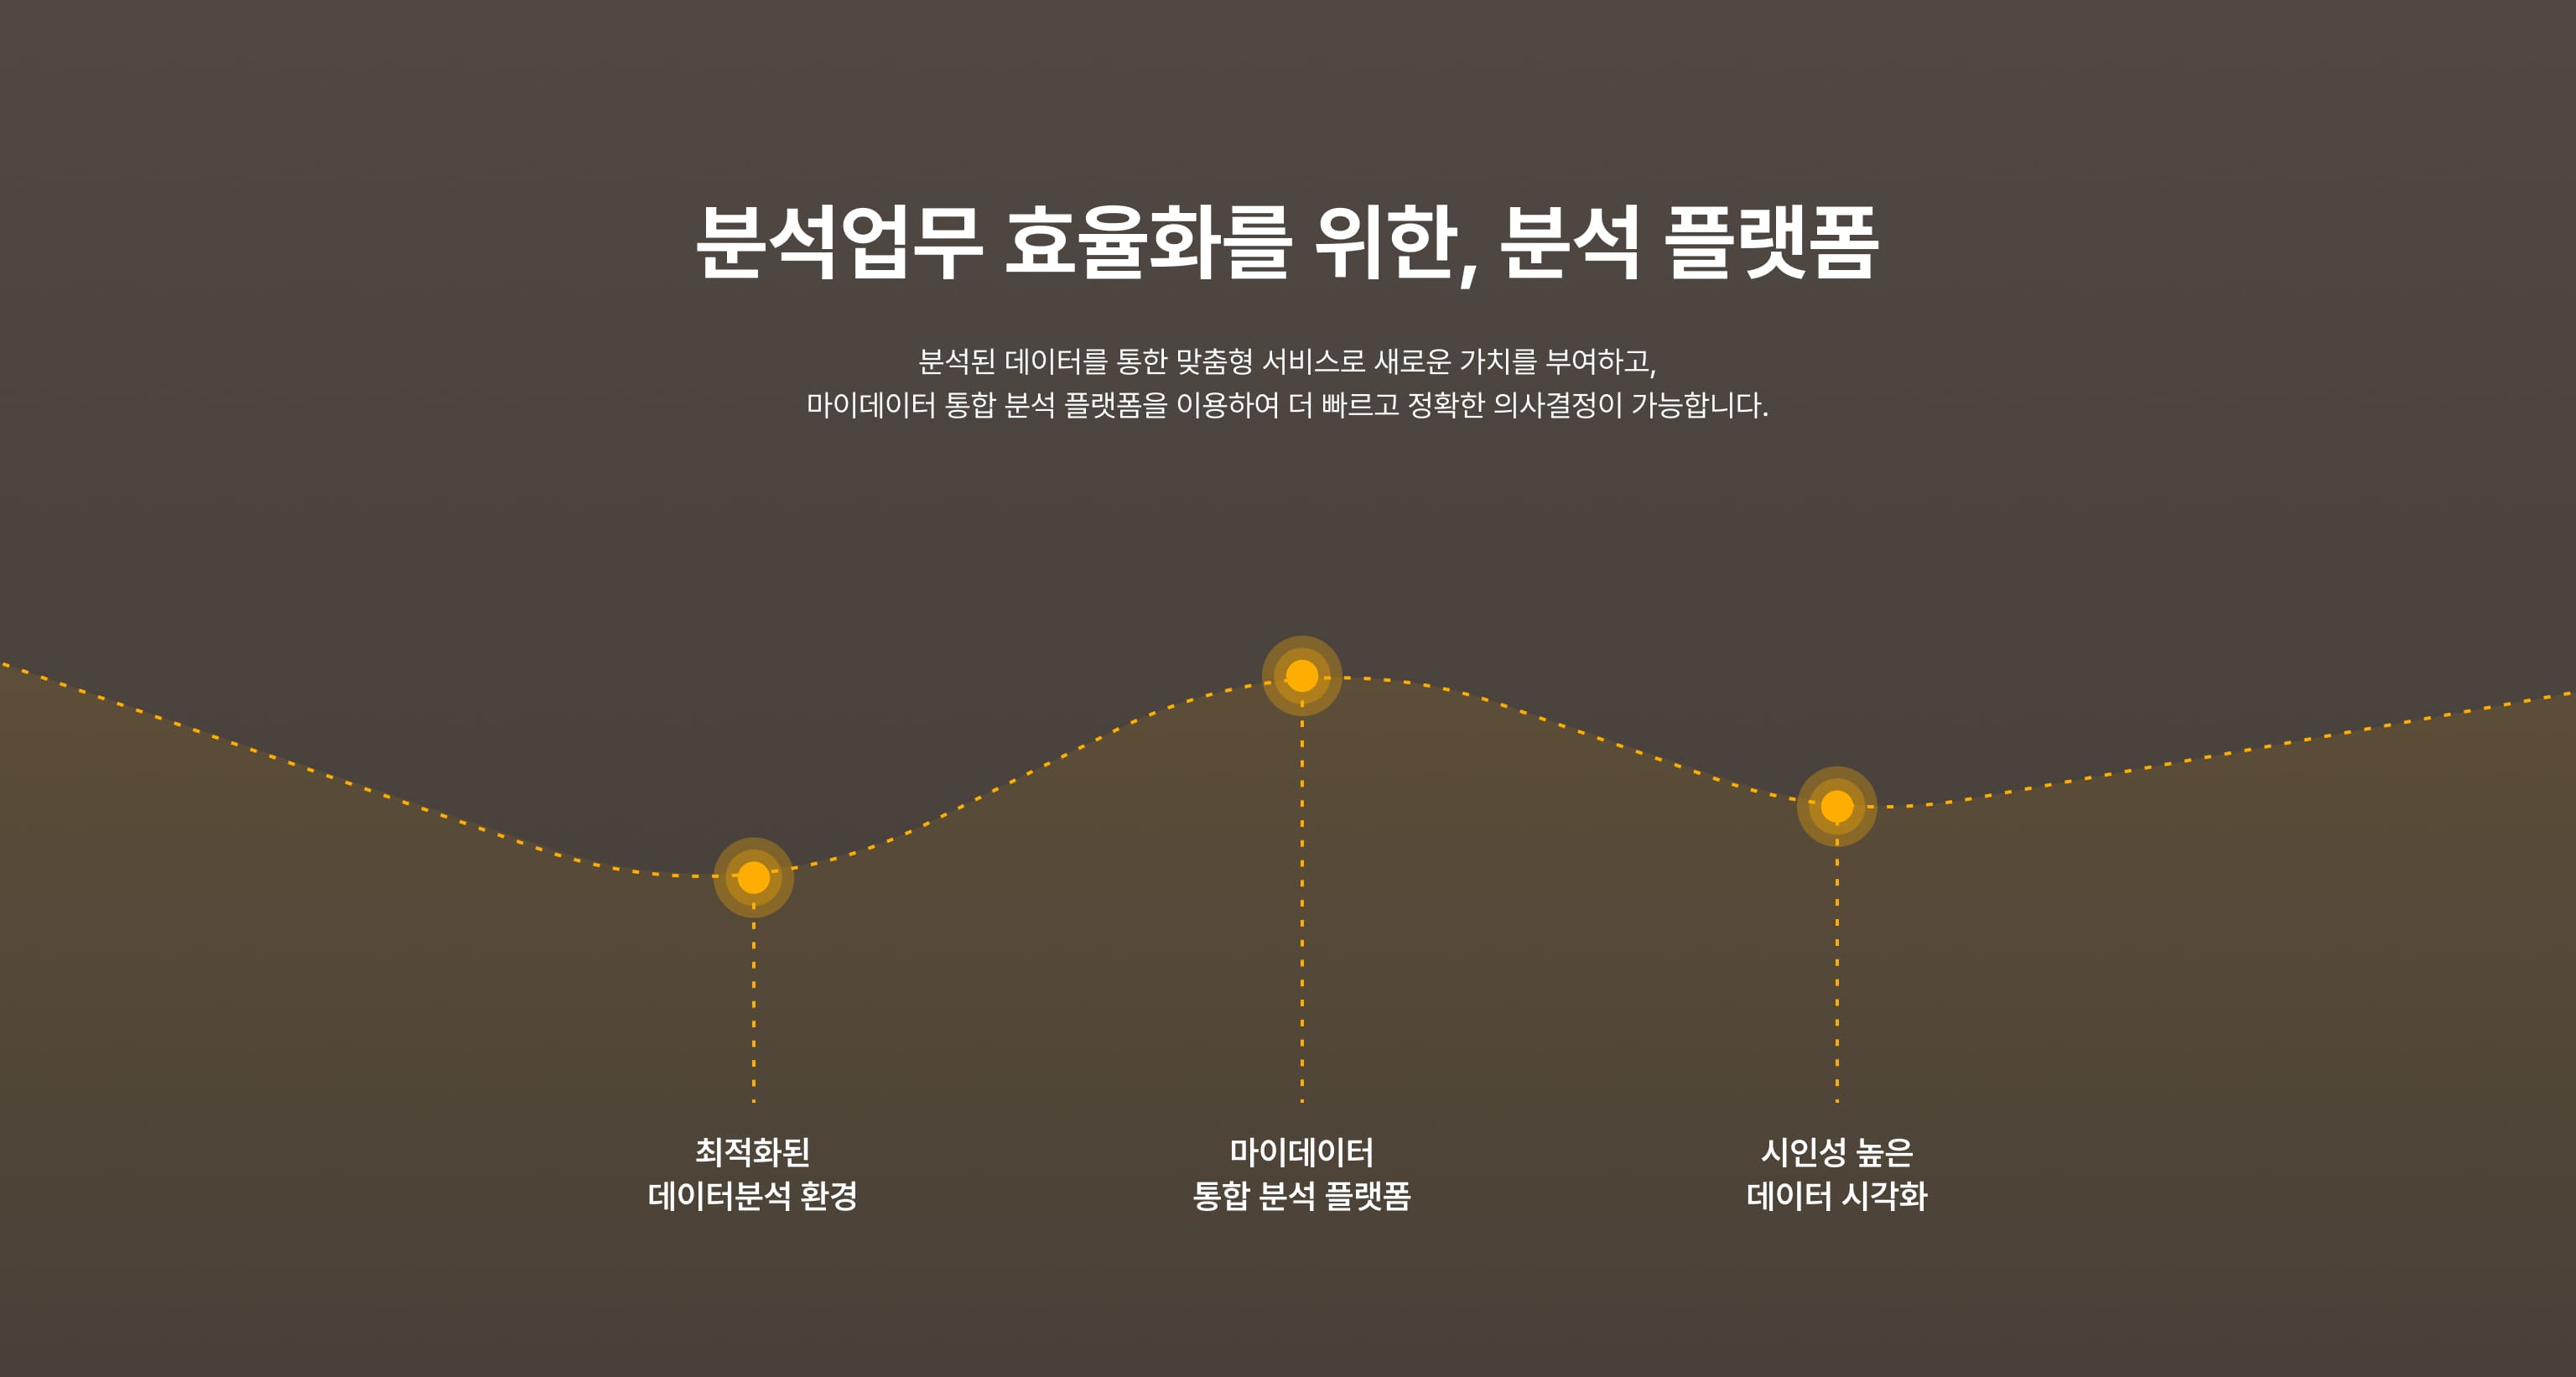 분석업무 효율화를 위한, 분석 플랫폼
분석된 데이터를 통한 맞춤형 서비스로 새로운 가치를 부여하고,
마이데이터 통합 분석 플랫폼을 이용하여 더 빠르고 정확한 의사결정이 가능합니다.
최적화된
데이터분석 환경
마이데이터
통합 분석 플랫폼
시인성 높은
데이터 시각화